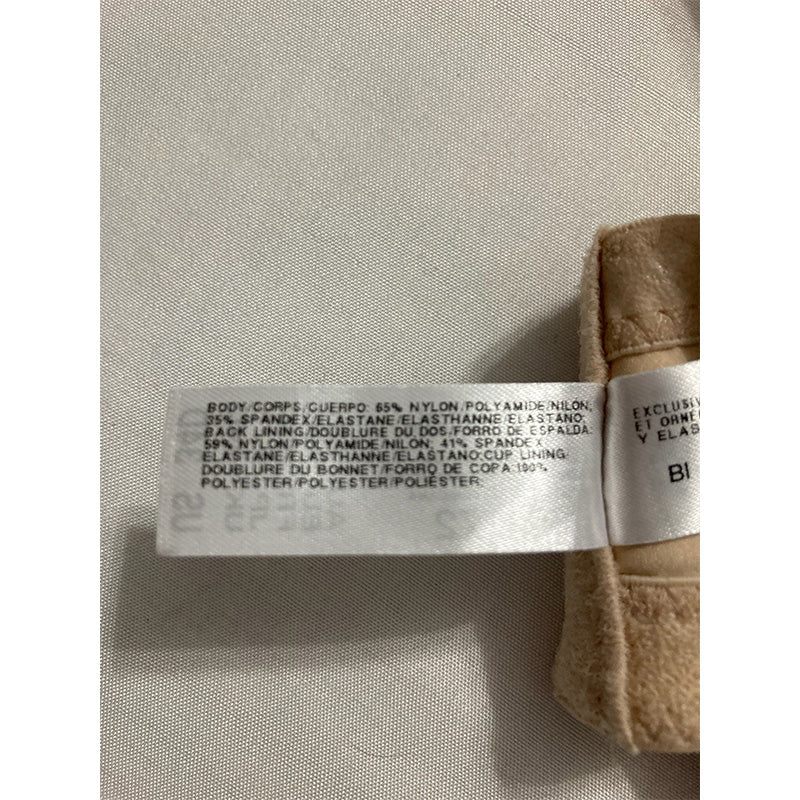 BODY/CORPS/CUERPO: 65% NYLON/POLYAMIDE/NILÓN;
35% SPANDEX/ELASTANE/ELASTHANNE/ELASTANO;
BACK LINING/DOUBLURE DU DOS/FORRO DE ESPALDA:
59% NYLON/POLYAMIDE/NILON; 41% SPANDEX
ELASTANE/ELASTHANNE/ELASTANO;CUP LINING:
DOUBLURE DU BONNET/FORRO DE COPA:100%
POLYESTER/POLYESTER/POLIÉSTER;
EXCLUSIV
ET ORNE
Y ELAS
BI